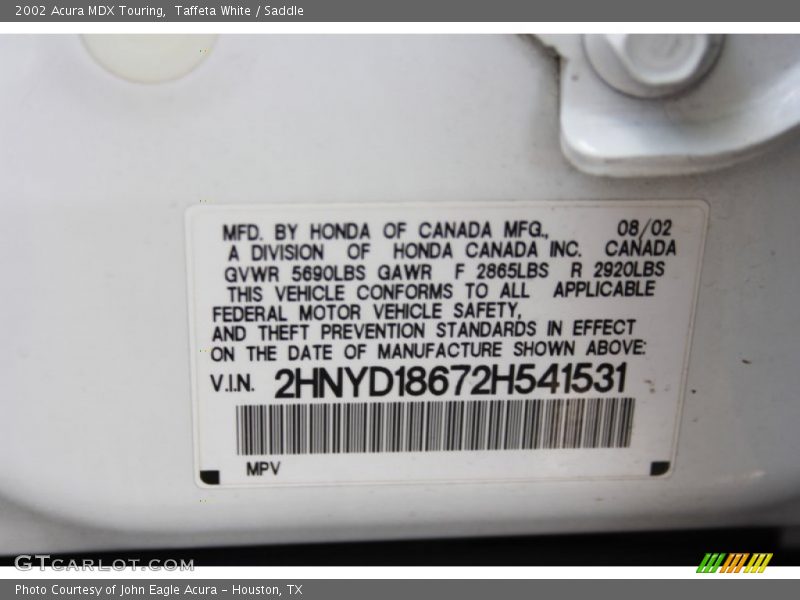 2002 Acura MDX Touring,  Taffeta White / Saddle
MFD. BY HONDA OF CANADA MFG., 08/02
A DIVISION OF HONDA CANADA INC. CANADA
GVWR 5690LBS GAWR F 2865LBS R 2920LBS
THIS VEHICLE CONFORMS TO ALL APPLICABLE
FEDERAL MOTOR VEHICLE SAFETY,
AND THEFT PREVENTION STANDARDS IN EFFECT
ON THE DATE OF MANUFACTURE SHOWN ABOVE:
V.I.N. 2HNYD18672H541531
MPV
GTCARLOT.COM
Photo Courtesy of John Eagle Acura - Houston, TX